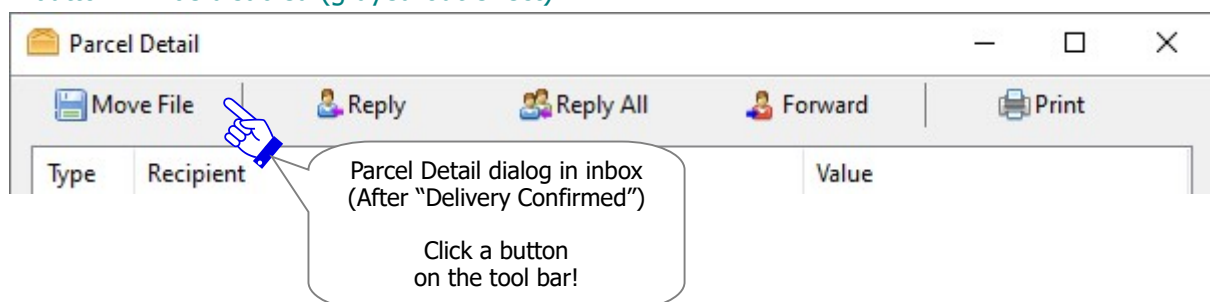 Parcel Detail
Move File Reply Reply All Forward Print
Type Recipient Value
Parcel Detail dialog in inbox
(After “Delivery Confirmed”)
Click a button
on the tool bar!